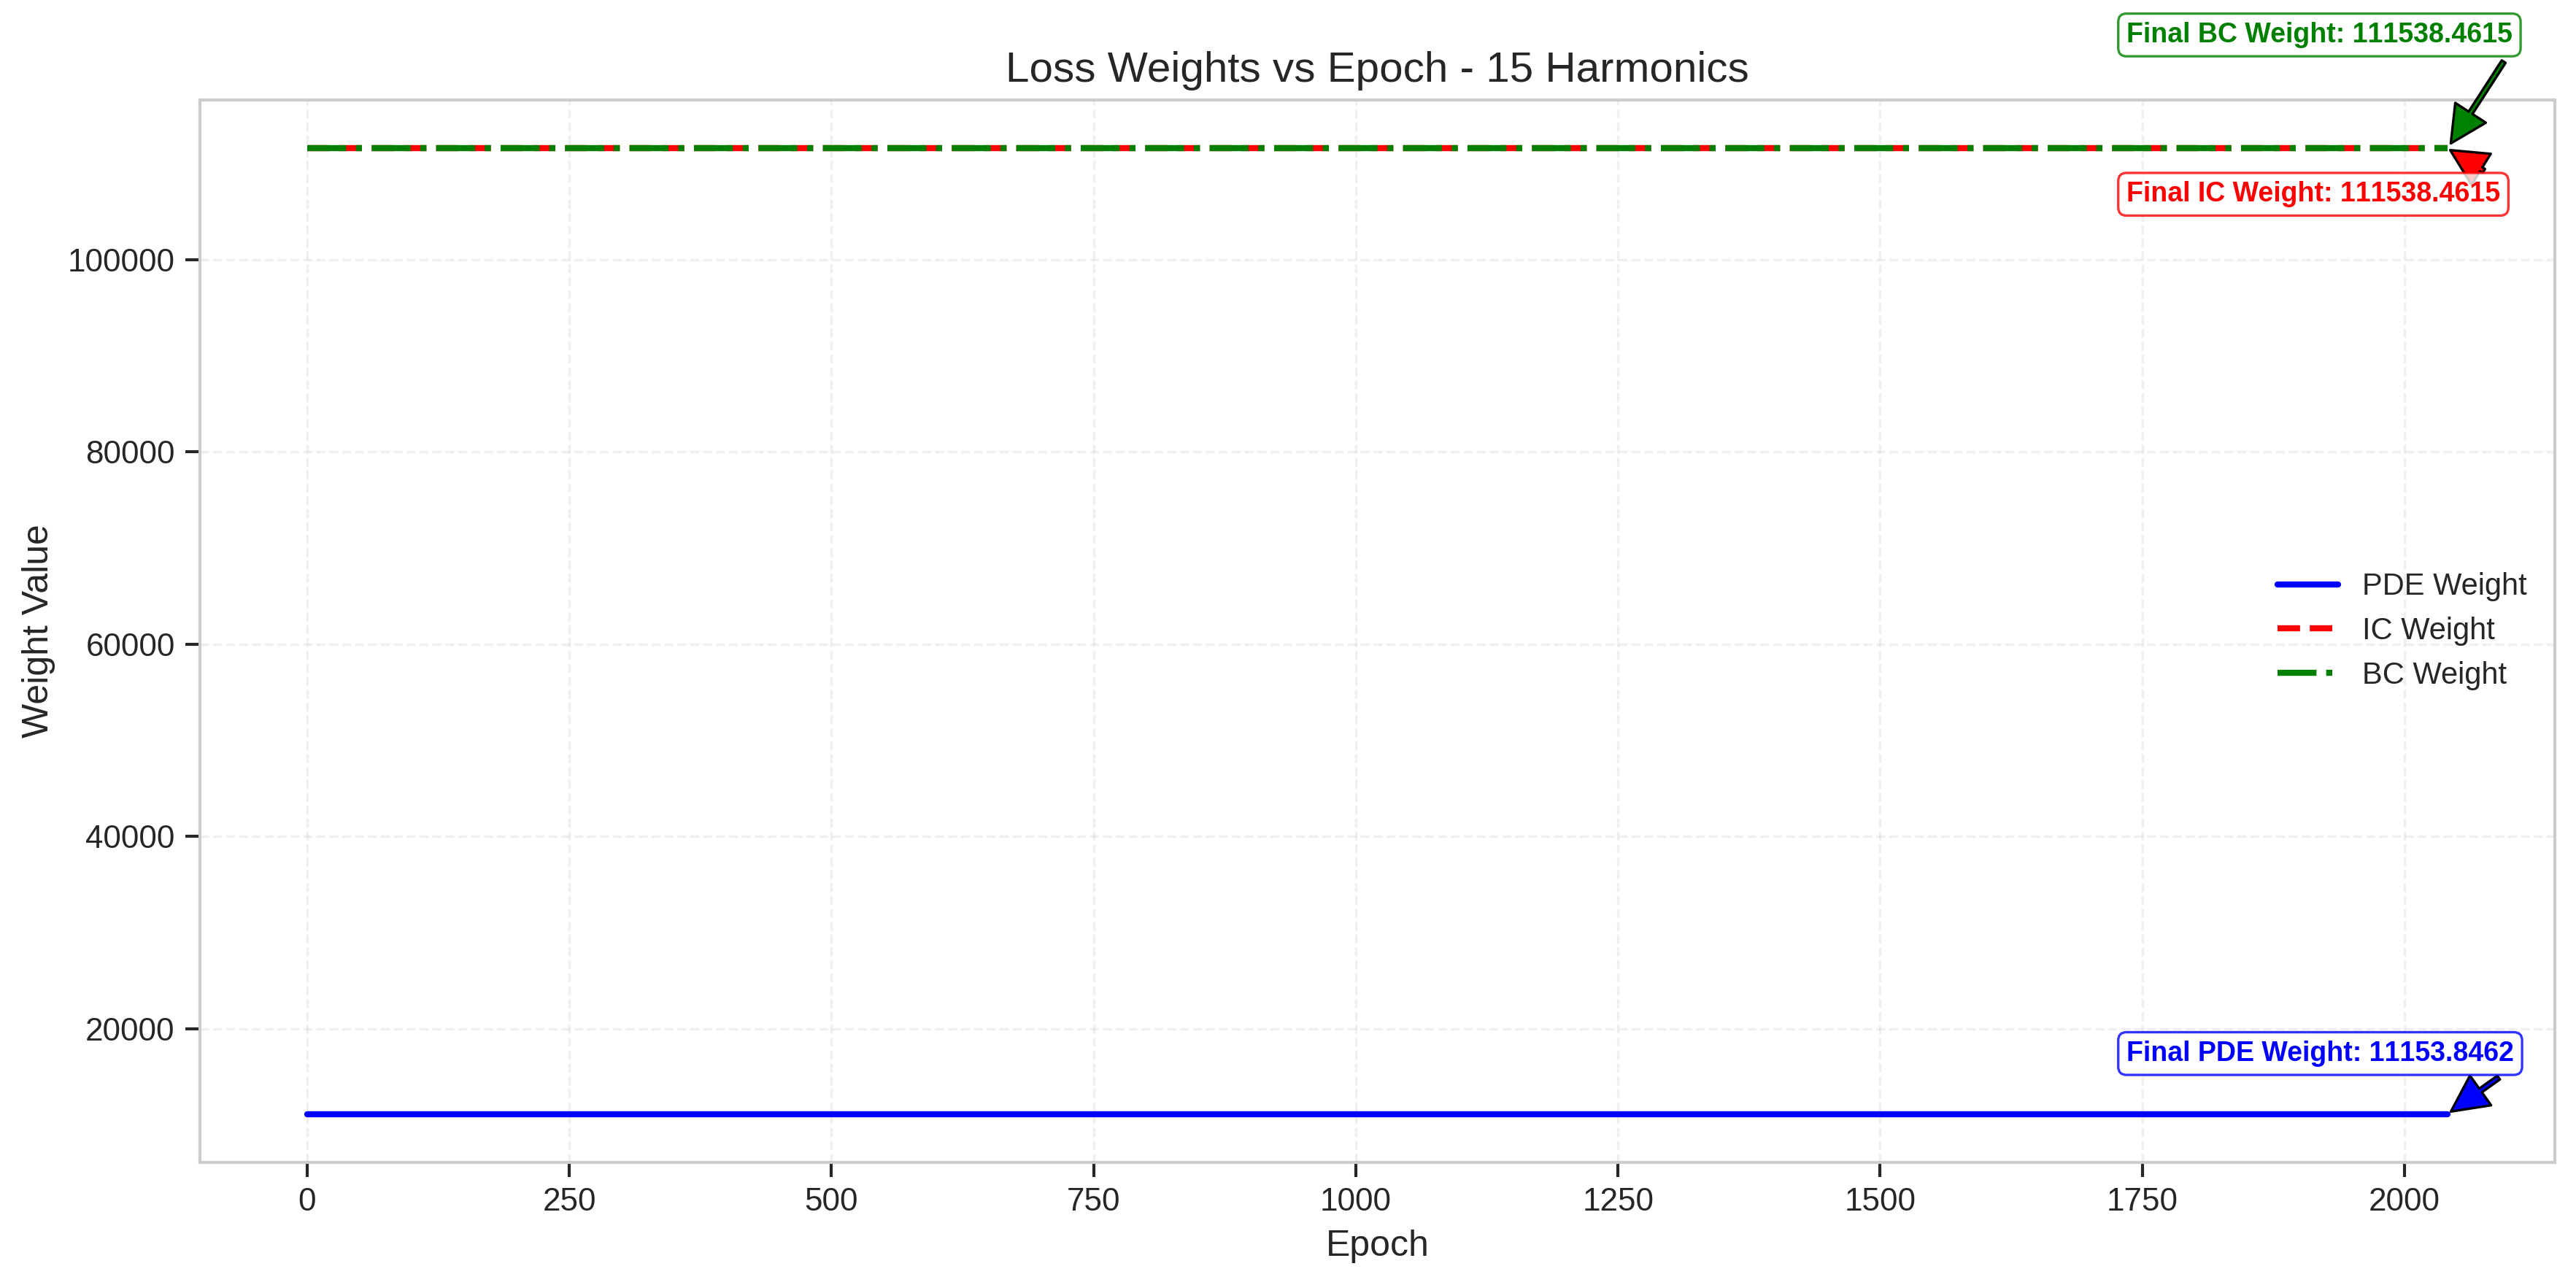 Final BC Weight: 111538.4615
Loss Weights vs Epoch - 15 Harmonics
Final IC Weight: 111538.4615
100000
80000
60000
40000
20000
Weight Value
PDE Weight
IC Weight
BC Weight
Final PDE Weight: 11153.8462
0 250 500 750 1000 1250 1500 1750 2000
Epoch